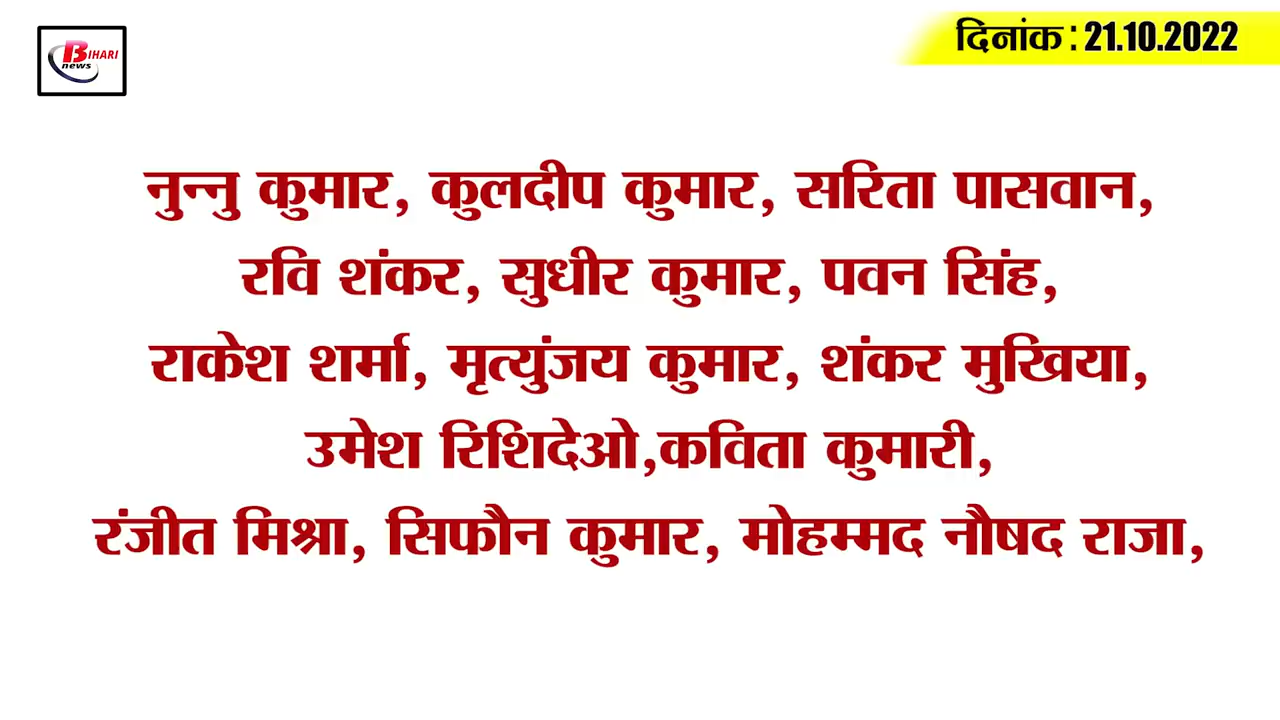 BIHARI
news
दिनांक : 21.10.2022
नुन्नु कुमार, कुलदीप कुमार, सरिता पासवान,
रवि शंकर, सुधीर कुमार, पवन सिंह,
राकेश शर्मा, मृत्युंजय कुमार, शंकर मुखिया,
उमेश रिशिदेओ,कविता कुमारी,
रंजीत मिश्रा, सिफौन कुमार, मोहम्मद नौषद राजा,